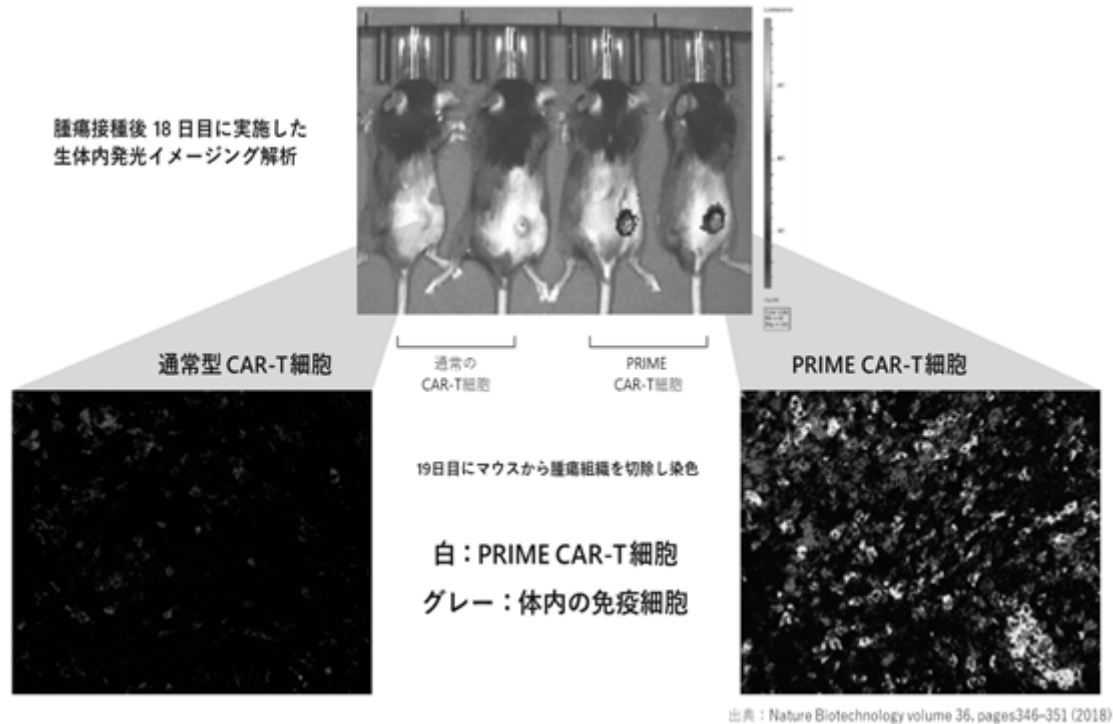 腫瘍接種後 18 日目に実施した
生体内発光イメージング解析
通常型 CAR-T 細胞
通常の
CAR-T細胞
PRIME
CAR-T細胞
PRIME CAR-T 細胞
19日目にマウスから腫瘍組織を切除し染色
白：PRIME CAR-T 細胞
グレー：体内の免疫細胞
出典：Nature Biotechnology volume 36, pages346–351 (2018)